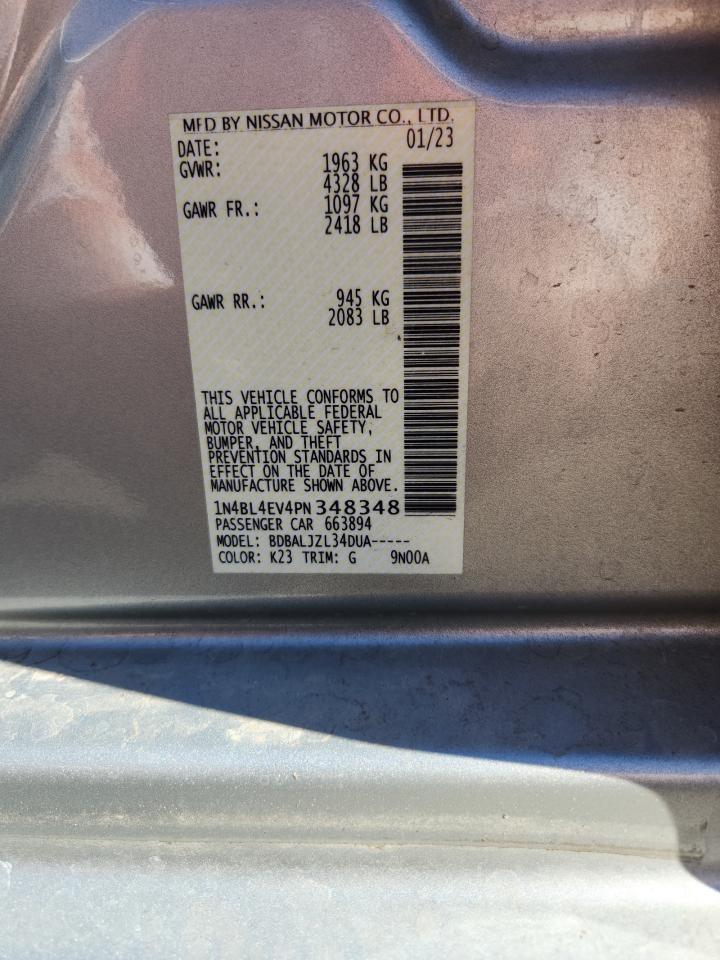 MFD BY NISSAN MOTOR CO., LTD.
DATE: 01/23
GVWR: 1963 KG
4328 LB
GAWR FR.: 1097 KG
2418 LB
GAWR RR.: 945 KG
2083 LB
THIS VEHICLE CONFORMS TO
ALL APPLICABLE FEDERAL
MOTOR VEHICLE SAFETY,
BUMPER, AND THEFT
PREVENTION STANDARDS IN
EFFECT ON THE DATE OF
MANUFACTURE SHOWN ABOVE.
1N4BL4EV4PN348348
PASSENGER CAR 663894
MODEL: BDBALJZL34DUA-----
COLOR: K23 TRIM: G 9N00A